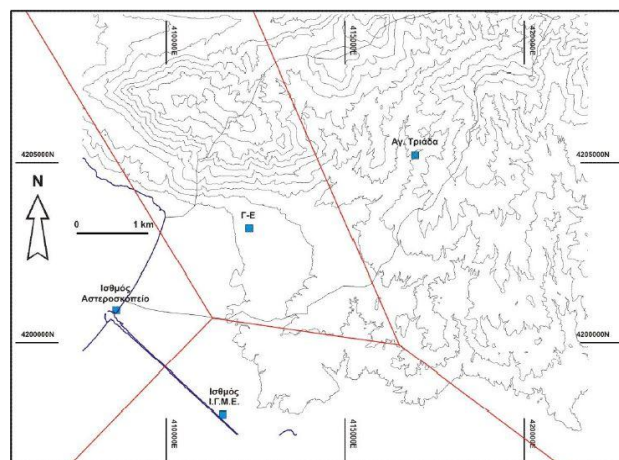 410000E
415000E
420000E
4205000N
4205000N
Αγ. Τριάδα
N
0 1 km
Γ-Ε
Ισθμός
Αστεροσκοπείο
4200000N
4200000N
Ισθμός
Ι.Γ.Μ.Ε.
410000E
415000E
420000E